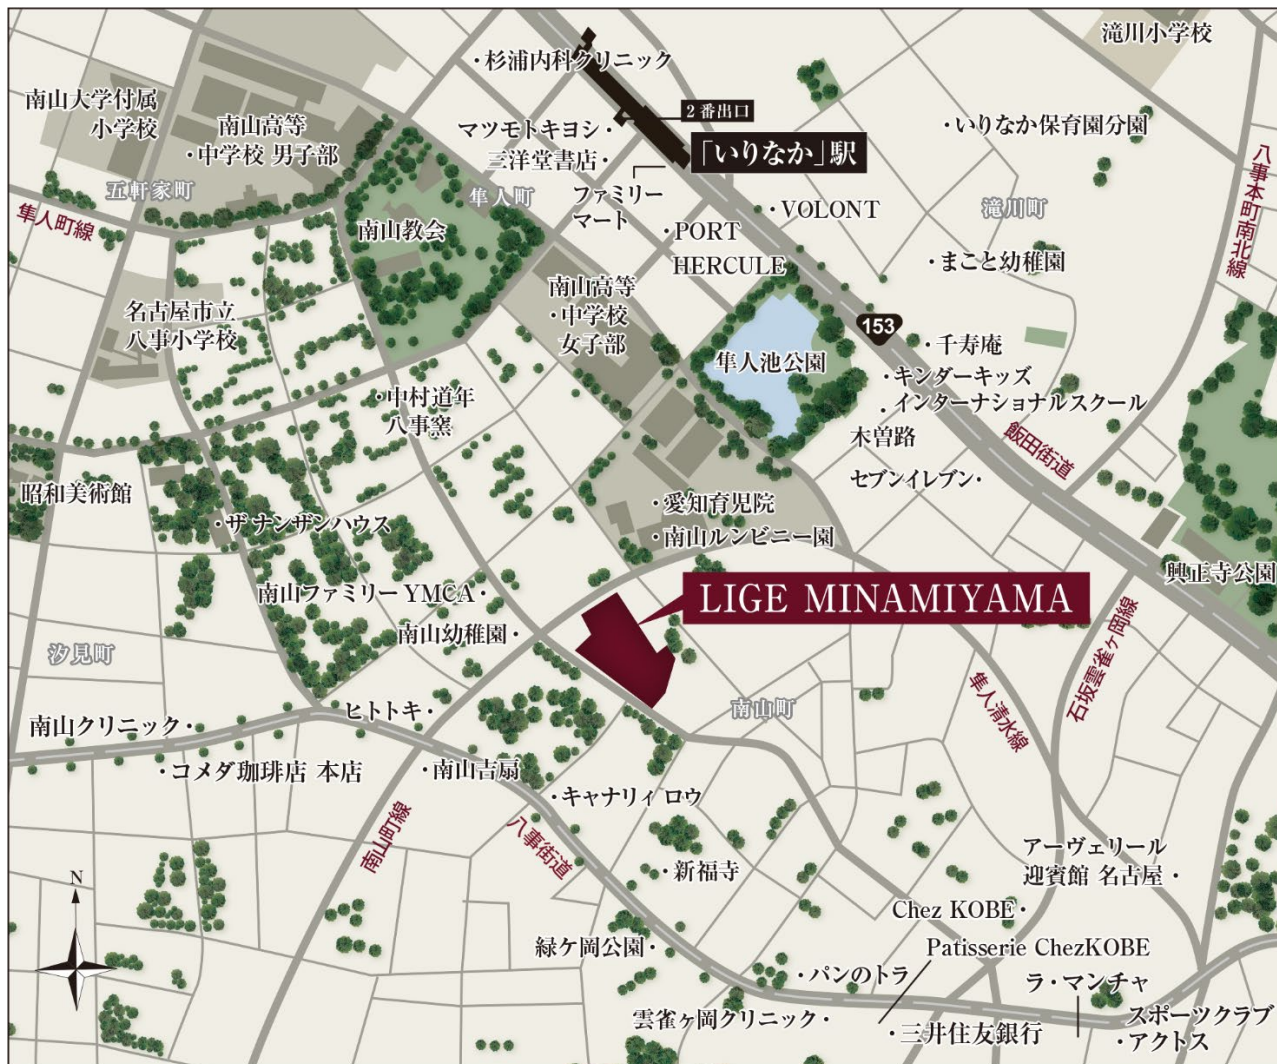 滝川小学校
・杉浦内科クリニック
南山大学付属
小学校
南山高等
・中学校 男子部
2番出口
マツモトキヨシ・
三洋堂書店・
「いりなか」駅
・いりなか保育園分園
八事本町南北線
五軒家町
隼人町
ファミリー
マート
・VOLONT
滝川町
隼人町線
南山教会
・PORT
HERCULE
・まこと幼稚園
名古屋市立
八事小学校
南山高等
・中学校
女子部
153
隼人池公園
・千寿庵
・キンダーキッズ
インターナショナルスクール
・中村道年
八事窯
木曽路
飯田街道
セブンイレブン・
昭和美術館
・ザ ナンザンハウス
・愛知育児院
・南山ルンビニー園
興正寺公園
南山ファミリーYMCA・
LIGE MINAMIYAMA
南山幼稚園・
汐見町
石坂雲雀ヶ岡線
隼人清水線
南山町
南山クリニック・
ヒトトキ・
・コメダ珈琲店 本店
・南山吉扇
・キャナリィ ロウ
南山町線
八事街道
・新福寺
アーヴェリール
迎賓館 名古屋・
N
Chez KOBE・
緑ケ岡公園・
Patisserie ChezKOBE
・パンのトラ
ラ・マンチャ
雲雀ヶ岡クリニック・
・三井住友銀行
スポーツクラブ
・アクトス